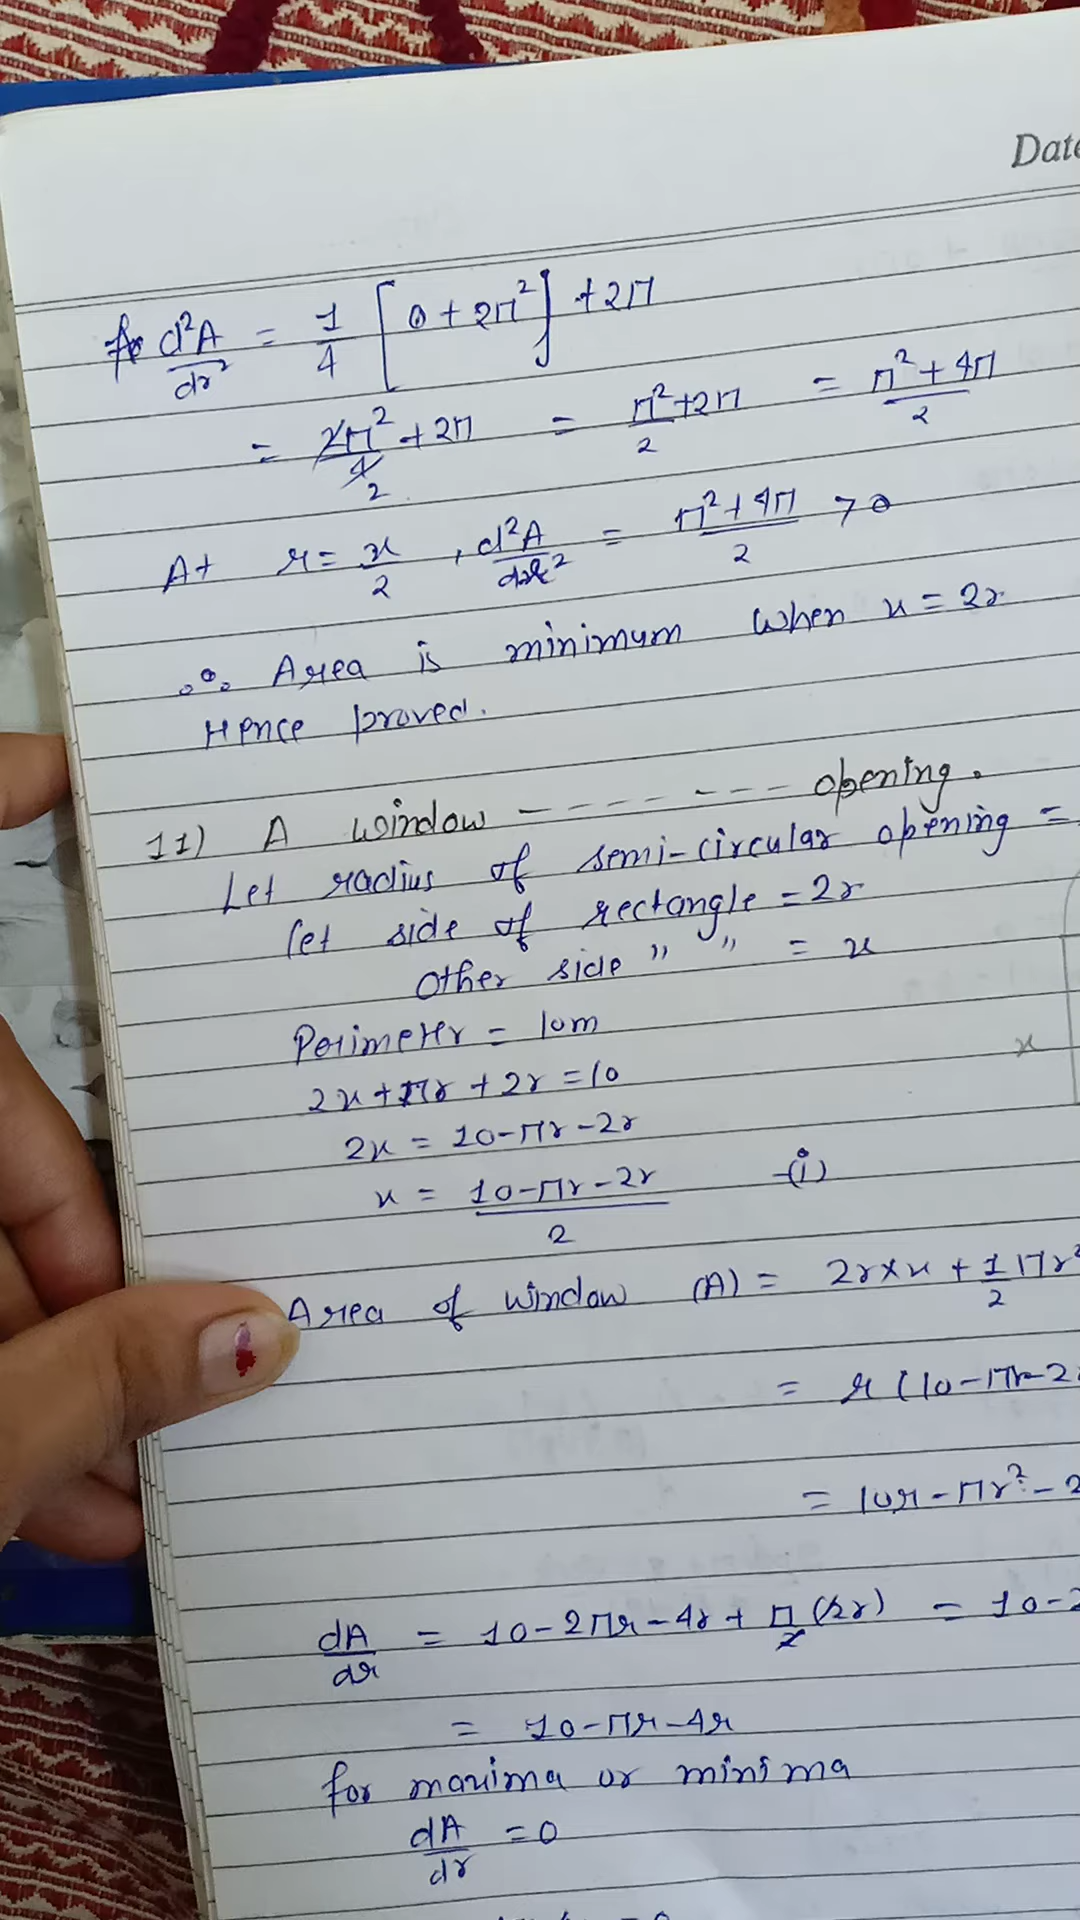 Date
d²A/dr² = 1/4 [0 + 2π²] + 2π
= 2π²/4 2 + 2π = π²/2 + 2π = π² + 4π/2
At r = x/2 , d²A/dr² = π² + 4π/2 > 0
∴ Area is minimum when x = 2r
Hence proved.
11) A window - - - - - - - opening.
Let radius of semi-circular opening =
let side of rectangle = 2r
Other side " " = x
x
Perimeter = 10m
2x + πr + 2r = 10
2x = 10 - πr - 2r
x = 10 - πr - 2r/2 -(i)
Area of window (A) = 2r × x + 1/2 πr²
= r (10 - πr - 2
= 10r - πr² - 2
dA/dr = 10 - 2πr - 4r + π/2 (2r) = 10 - 2
= 10 - πr - 4r
for maxima or minima
dA/dr = 0